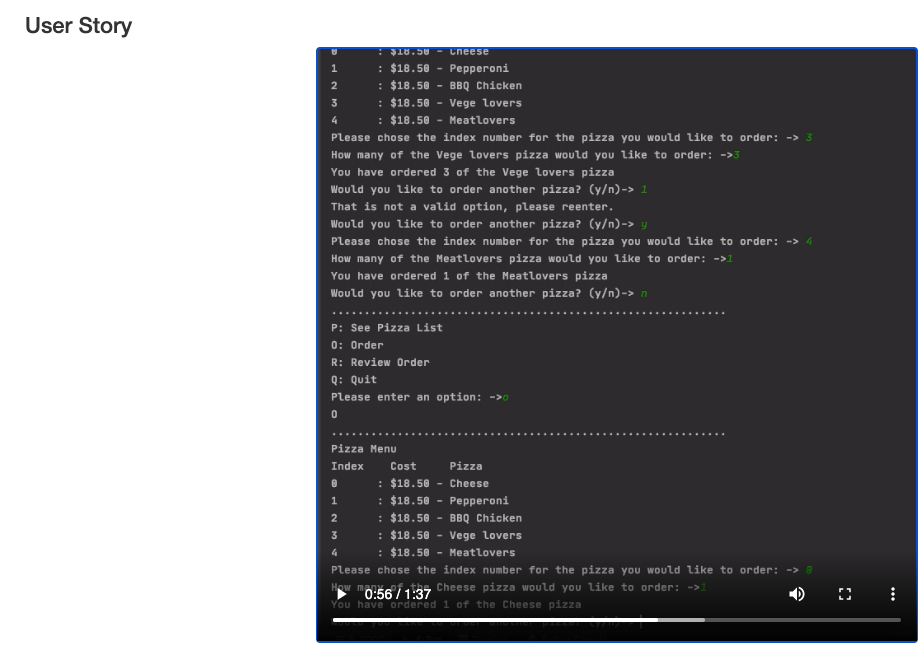 User Story
0 : $18.50 - Cheese
1 : $18.50 - Pepperoni
2 : $18.50 - BBQ Chicken
3 : $18.50 - Vege lovers
4 : $18.50 - Meatlovers
Please chose the index number for the pizza you would like to order: -> 3
How many of the Vege lovers pizza would you like to order: ->3
You have ordered 3 of the Vege lovers pizza
Would you like to order another pizza? (y/n)-> 1
That is not a valid option, please reenter.
Would you like to order another pizza? (y/n)-> y
Please chose the index number for the pizza you would like to order: -> 4
How many of the Meatlovers pizza would you like to order: ->1
You have ordered 1 of the Meatlovers pizza
Would you like to order another pizza? (y/n)-> n
............................................................
P: See Pizza List
O: Order
R: Review Order
Q: Quit
Please enter an option: ->o
O
............................................................
Pizza Menu
Index Cost Pizza
0 : $18.50 - Cheese
1 : $18.50 - Pepperoni
2 : $18.50 - BBQ Chicken
3 : $18.50 - Vege lovers
4 : $18.50 - Meatlovers
Please chose the index number for the pizza you would like to order: -> 0
How many of the Cheese pizza would you like to order: ->1
0:56 / 1:37
You have ordered 1 of the Cheese pizza
Would you like to order another pizza? (y/n)->